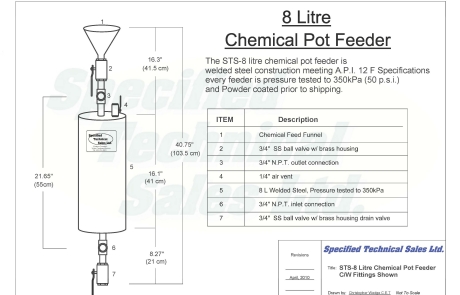 8 Litre
Chemical Pot Feeder
The STS-8 litre chemical pot feeder is
welded steel construction meeting A.P.I. 12 F Specifications
every feeder is pressure tested to 350kPa (50 p.s.i.)
and Powder coated prior to shipping.
ITEM Description
1 Chemical Feed Funnel
2 3/4" SS ball valve w/ brass housing
3 3/4" N.P.T. outlet connection
4 1/4" air vent
5 8 L Welded Steel, Pressure tested to 350kPa
6 3/4" N.P.T. inlet connection
7 3/4" SS ball valve w/ brass housing drain valve
1
2
3
4
5
6
7
16.3"
(41.5 cm)
40.75"
(103.5 cm)
21.65"
(55cm)
16.1"
(41 cm)
8.27"
(21 cm)
Specified
Technical
Sales Ltd
Specified
Technical
Sales Ltd.
Revisions
April, 2010
Specified Technical Sales Ltd.
Title: STS-8 Litre Chemical Pot Feeder
C/W Fittings Shown
Drawn by: Christopher C.E.T Not To Scale